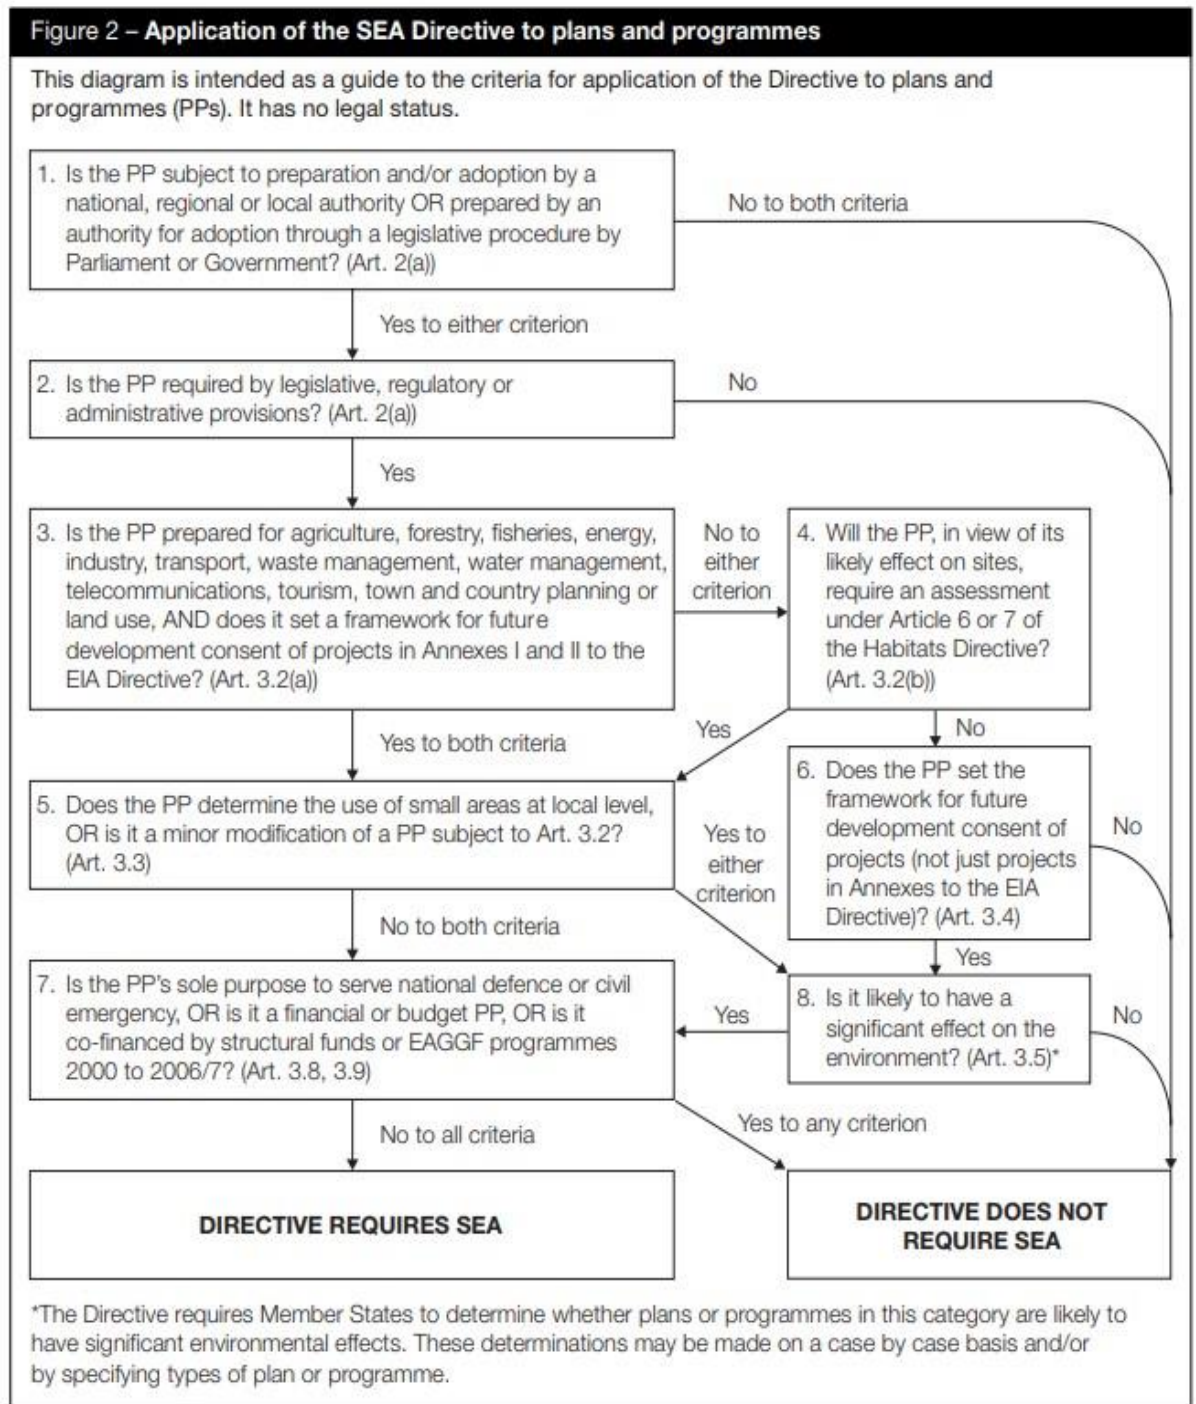 Figure 2 – Application of the SEA Directive to plans and programmes
This diagram is intended as a guide to the criteria for application of the Directive to plans and
programmes (PPs). It has no legal status.
1. Is the PP subject to preparation and/or adoption by a
national, regional or local authority OR prepared by an
authority for adoption through a legislative procedure by
Parliament or Government? (Art. 2(a))
No to both criteria
Yes to either criterion
2. Is the PP required by legislative, regulatory or
administrative provisions? (Art. 2(a))
No
Yes
3. Is the PP prepared for agriculture, forestry, fisheries, energy,
industry, transport, waste management, water management,
telecommunications, tourism, town and country planning or
land use, AND does it set a framework for future
development consent of projects in Annexes I and II to the
EIA Directive? (Art. 3.2(a))
No to
either
criterion
4. Will the PP, in view of its
likely effect on sites,
require an assessment
under Article 6 or 7 of
the Habitats Directive?
(Art. 3.2(b))
Yes to both criteria
Yes
No
5. Does the PP determine the use of small areas at local level,
OR is it a minor modification of a PP subject to Art. 3.2?
(Art. 3.3)
Yes to
either
criterion
6. Does the PP set the
framework for future
development consent of
projects (not just projects
in Annexes to the EIA
Directive)? (Art. 3.4)
No
No to both criteria
Yes
7. Is the PP's sole purpose to serve national defence or civil
emergency, OR is it a financial or budget PP, OR is it
co-financed by structural funds or EAGGF programmes
2000 to 2006/7? (Art. 3.8, 3.9)
Yes
8. Is it likely to have a
significant effect on the
environment? (Art. 3.5)*
No
No to all criteria
Yes to any criterion
DIRECTIVE REQUIRES SEA
DIRECTIVE DOES NOT
REQUIRE SEA
*The Directive requires Member States to determine whether plans or programmes in this category are likely to
have significant environmental effects. These determinations may be made on a case by case basis and/or
by specifying types of plan or programme.